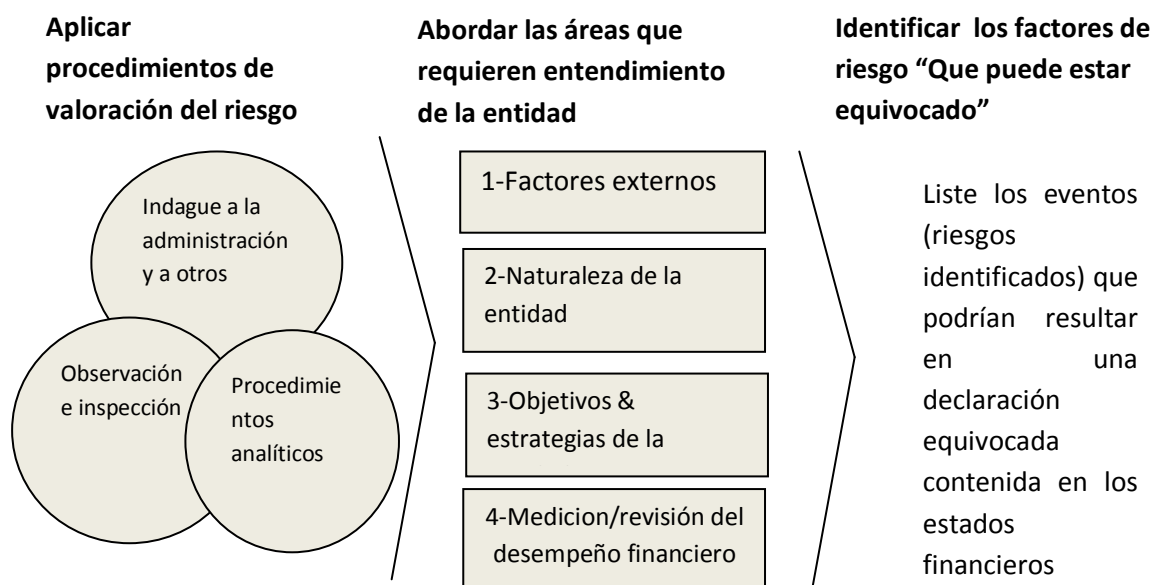 Aplicar
procedimientos de
valoración del riesgo
Indague a la
administración
y a otros
Observación
e inspección
Procedimie
ntos
analíticos
Abordar las áreas que
requieren entendimiento
de la entidad
1-Factores externos
2-Naturaleza de la
entidad
3-Objetivos &
estrategias de la
4-Medicion/revisión del
desempeño financiero
Identificar los factores de
riesgo “Que puede estar
equivocado”
Liste los eventos
(riesgos
identificados) que
podrían resultar
en una
declaración
equivocada
contenida en los
estados
financieros